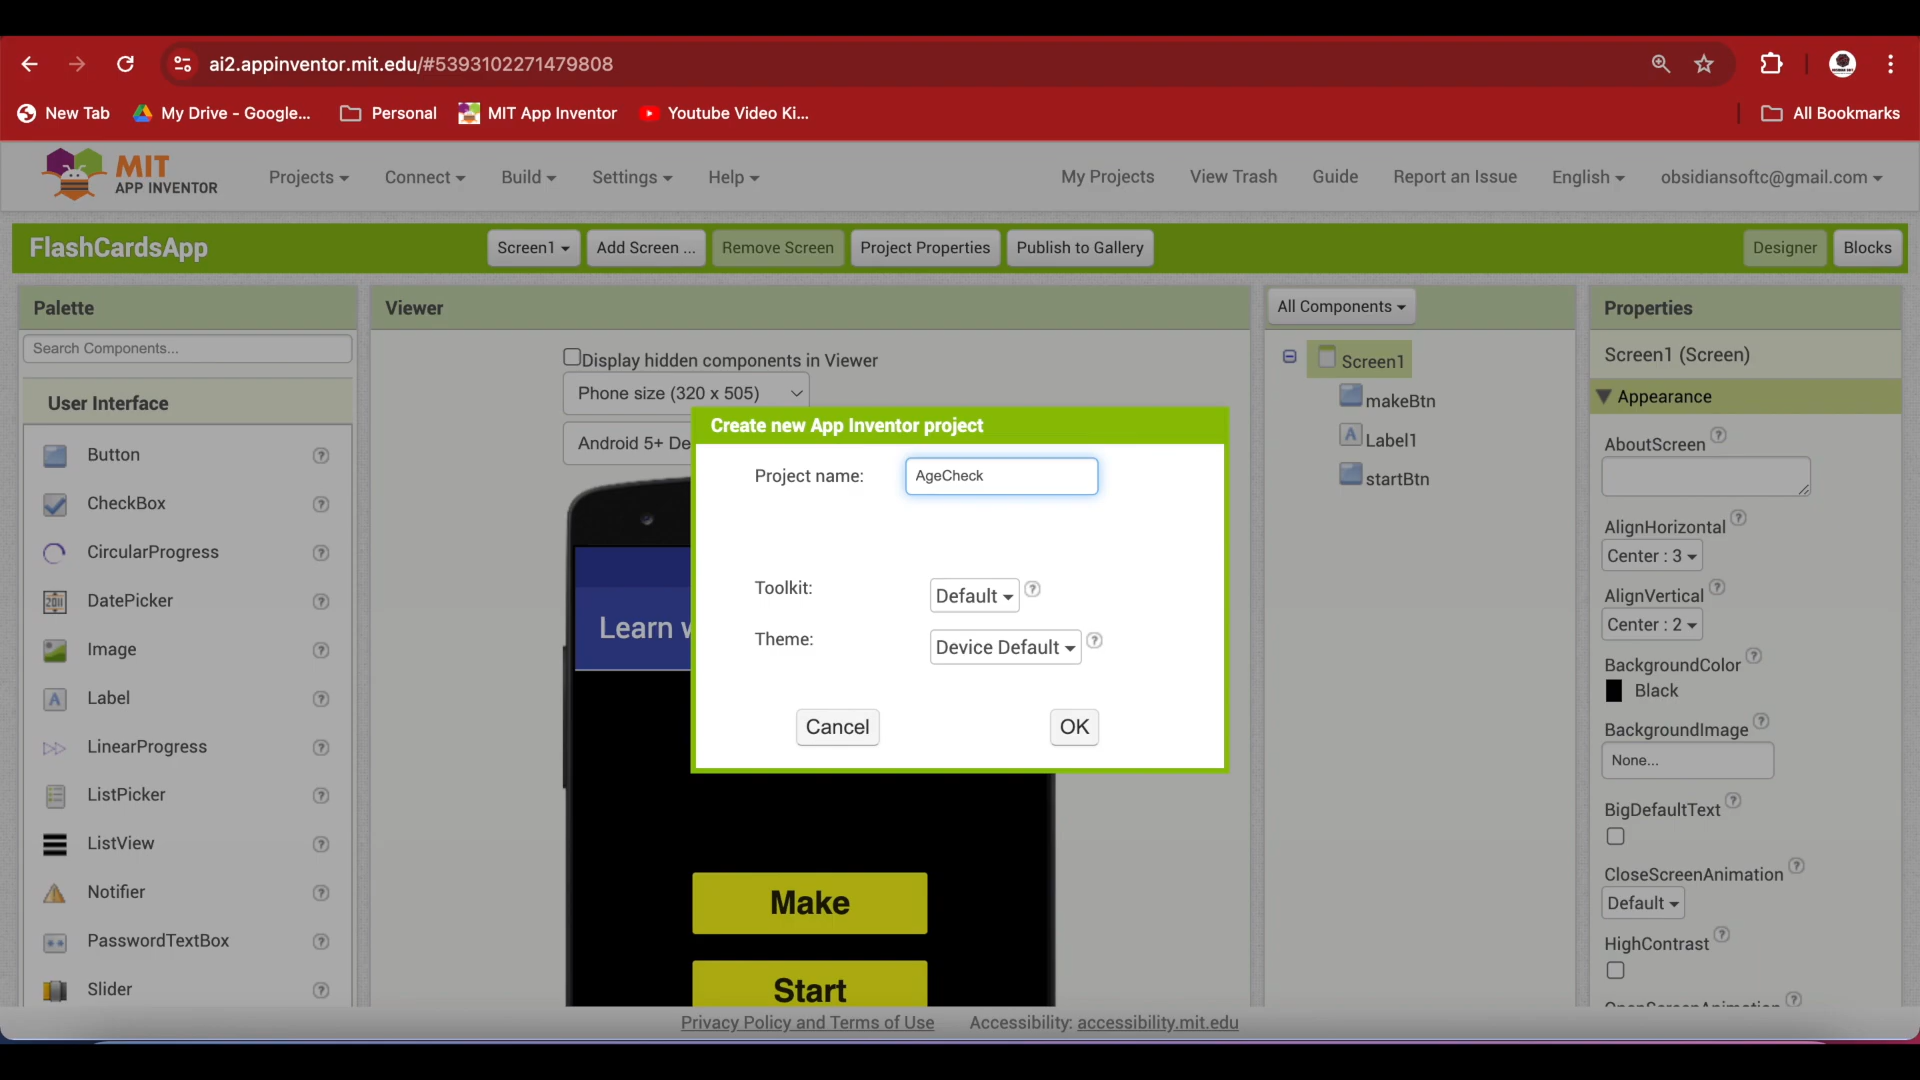 ai2.appinventor.mit.edu/#5393102271479808
New Tab
My Drive - Google...
Personal
MIT App Inventor
Youtube Video Ki...
All Bookmarks
MIT
APP INVENTOR
Projects
Connect
Build
Settings
Help
My Projects
View Trash
Guide
Report an Issue
English
obsidiansoftc@gmail.com
FlashCardsApp
Screen1
Add Screen ...
Remove Screen
Project Properties
Publish to Gallery
Designer
Blocks
Palette
Search Components...
User Interface
Button
?
CheckBox
?
CircularProgress
?
DatePicker
?
Image
?
Label
?
LinearProgress
?
ListPicker
?
ListView
?
Notifier
?
PasswordTextBox
?
Slider
?
Viewer
Display hidden components in Viewer
Phone size (320 x 505)
Android 5+ De
Learn
Make
Start
Create new App Inventor project
Project name:
AgeCheck
Toolkit:
Default
?
Theme:
Device Default
?
Cancel
OK
All Components
Screen1
makeBtn
A
Label1
startBtn
Properties
Screen1 (Screen)
Appearance
AboutScreen
?
AlignHorizontal
?
Center : 3
AlignVertical
?
Center : 2
BackgroundColor
?
Black
BackgroundImage
?
None...
BigDefaultText
?
CloseScreenAnimation
?
Default
HighContrast
?
OpenScreenAnimation
?
Privacy Policy and Terms of Use
Accessibility: accessibility.mit.edu